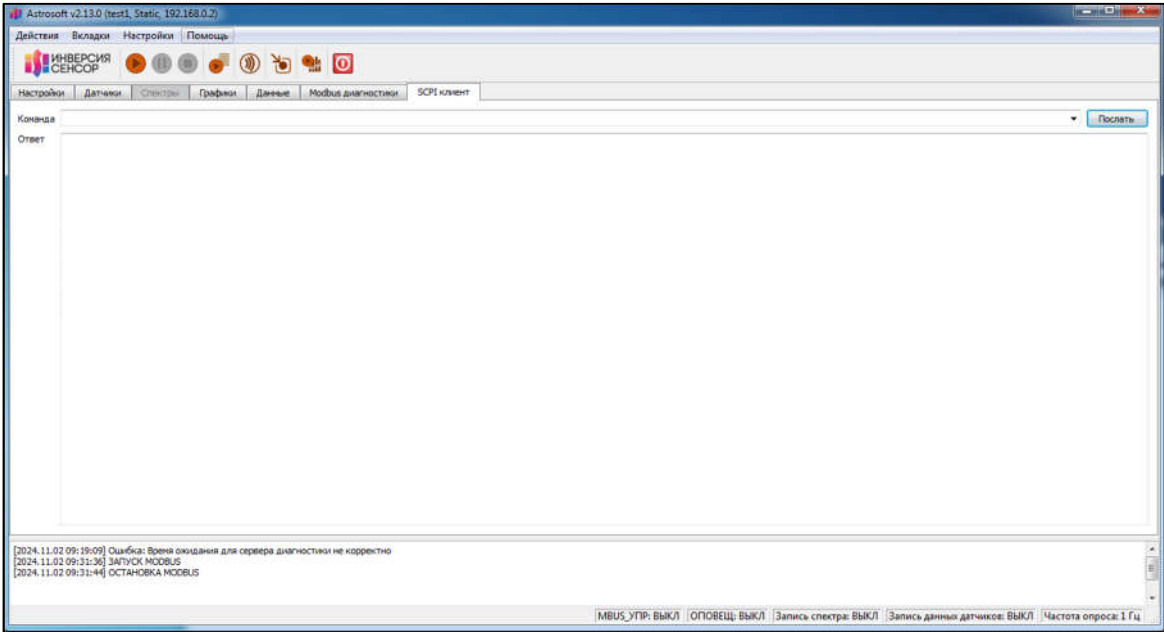 Astrosoft v2.13.0 (test1, Static, 192.168.0.2)
Действия Вкладки Настройки Помощь
ИНВЕРСИЯ
СЕНСОР
Настройки Датчики Спектры Графики Данные Modbus диагностики SCPI клиент
Команда Послать
Ответ
[2024.11.02 09:19:09] Ошибка: Время ожидания для сервера диагностики не корректно
[2024.11.02 09:31:36] ЗАПУСК MODBUS
[2024.11.02 09:31:44] ОСТАНОВКА MODBUS
MBUS_УПР: ВЫКЛ ОПОВЕЩ: ВЫКЛ Запись спектра: ВЫКЛ Запись данных датчиков: ВЫКЛ Частота опроса: 1 Гц